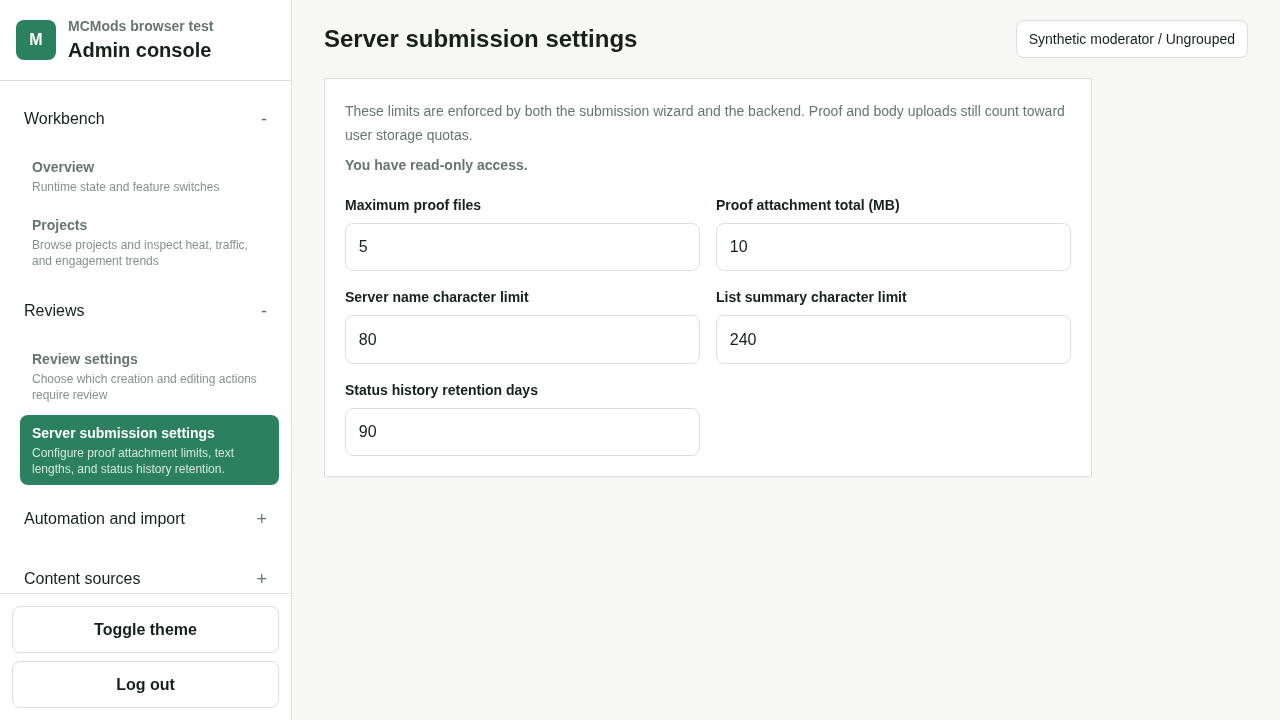 M
MCMods browser test
Admin console
Workbench -
Overview
Runtime state and feature switches
Projects
Browse projects and inspect heat, traffic,
and engagement trends
Reviews -
Review settings
Choose which creation and editing actions
require review
Server submission settings
Configure proof attachment limits, text
lengths, and status history retention.
Automation and import +
Content sources +
Toggle theme
Log out
Server submission settings
Synthetic moderator / Ungrouped
These limits are enforced by both the submission wizard and the backend. Proof and body uploads still count toward
user storage quotas.
You have read-only access.
Maximum proof files
5
Proof attachment total (MB)
10
Server name character limit
80
List summary character limit
240
Status history retention days
90